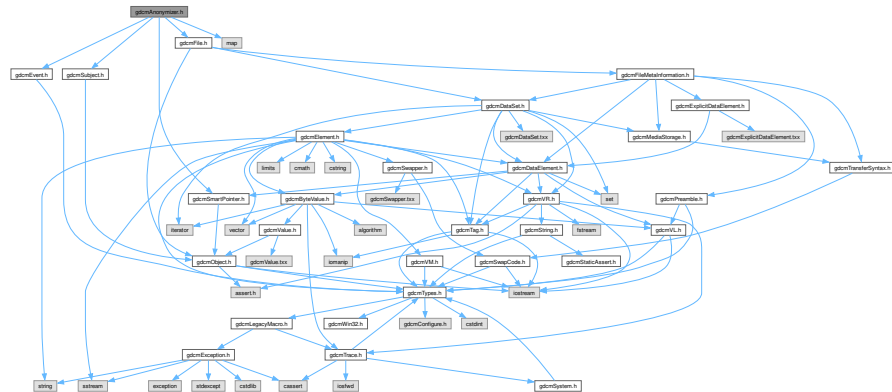 gdcmAnonymizer.h
gdcmFile.h
map
gdcmEvent.h
gdcmSubject.h
gdcmFileMetaInformation.h
gdcmDataSet.h
gdcmExplicitDataElement.h
gdcmElement.h
gdcmDataSet.txx
gdcmMediaStorage.h
gdcmExplicitDataElement.txx
limits
cmath
cstring
gdcmSwapper.h
gdcmDataElement.h
gdcmTransferSyntax.h
gdcmSmartPointer.h
gdcmByteValue.h
gdcmSwapper.txx
gdcmVR.h
set
gdcmPreamble.h
iterator
vector
gdcmValue.h
algorithm
gdcmTag.h
gdcmString.h
fstream
gdcmVL.h
gdcmObject.h
gdcmValue.txx
iomanip
gdcmVM.h
gdcmSwapCode.h
gdcmStaticAssert.h
assert.h
gdcmTypes.h
iostream
gdcmLegacyMacro.h
gdcmWin32.h
gdcmConfigure.h
cstdint
gdcmException.h
gdcmTrace.h
string
sstream
exception
stdexcept
cstdlib
cassert
iosfwd
gdcmSystem.h